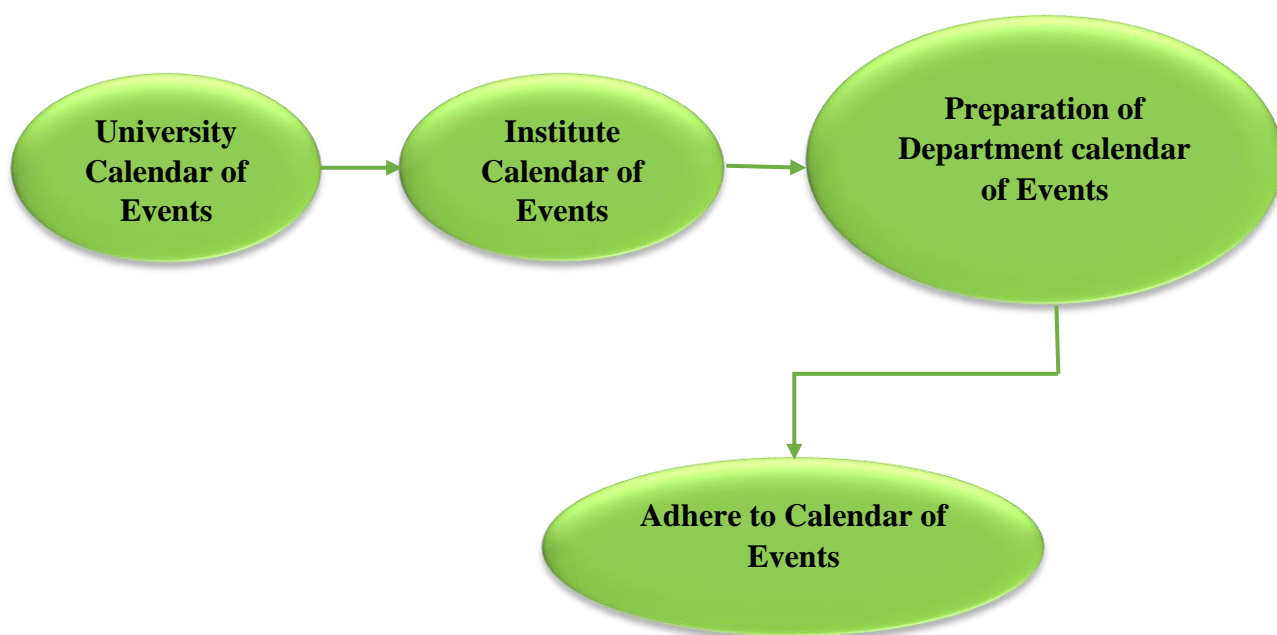 University
Calendar of
Events
Institute
Calendar of
Events
Preparation of
Department calendar
of Events
Adhere to Calendar of
Events